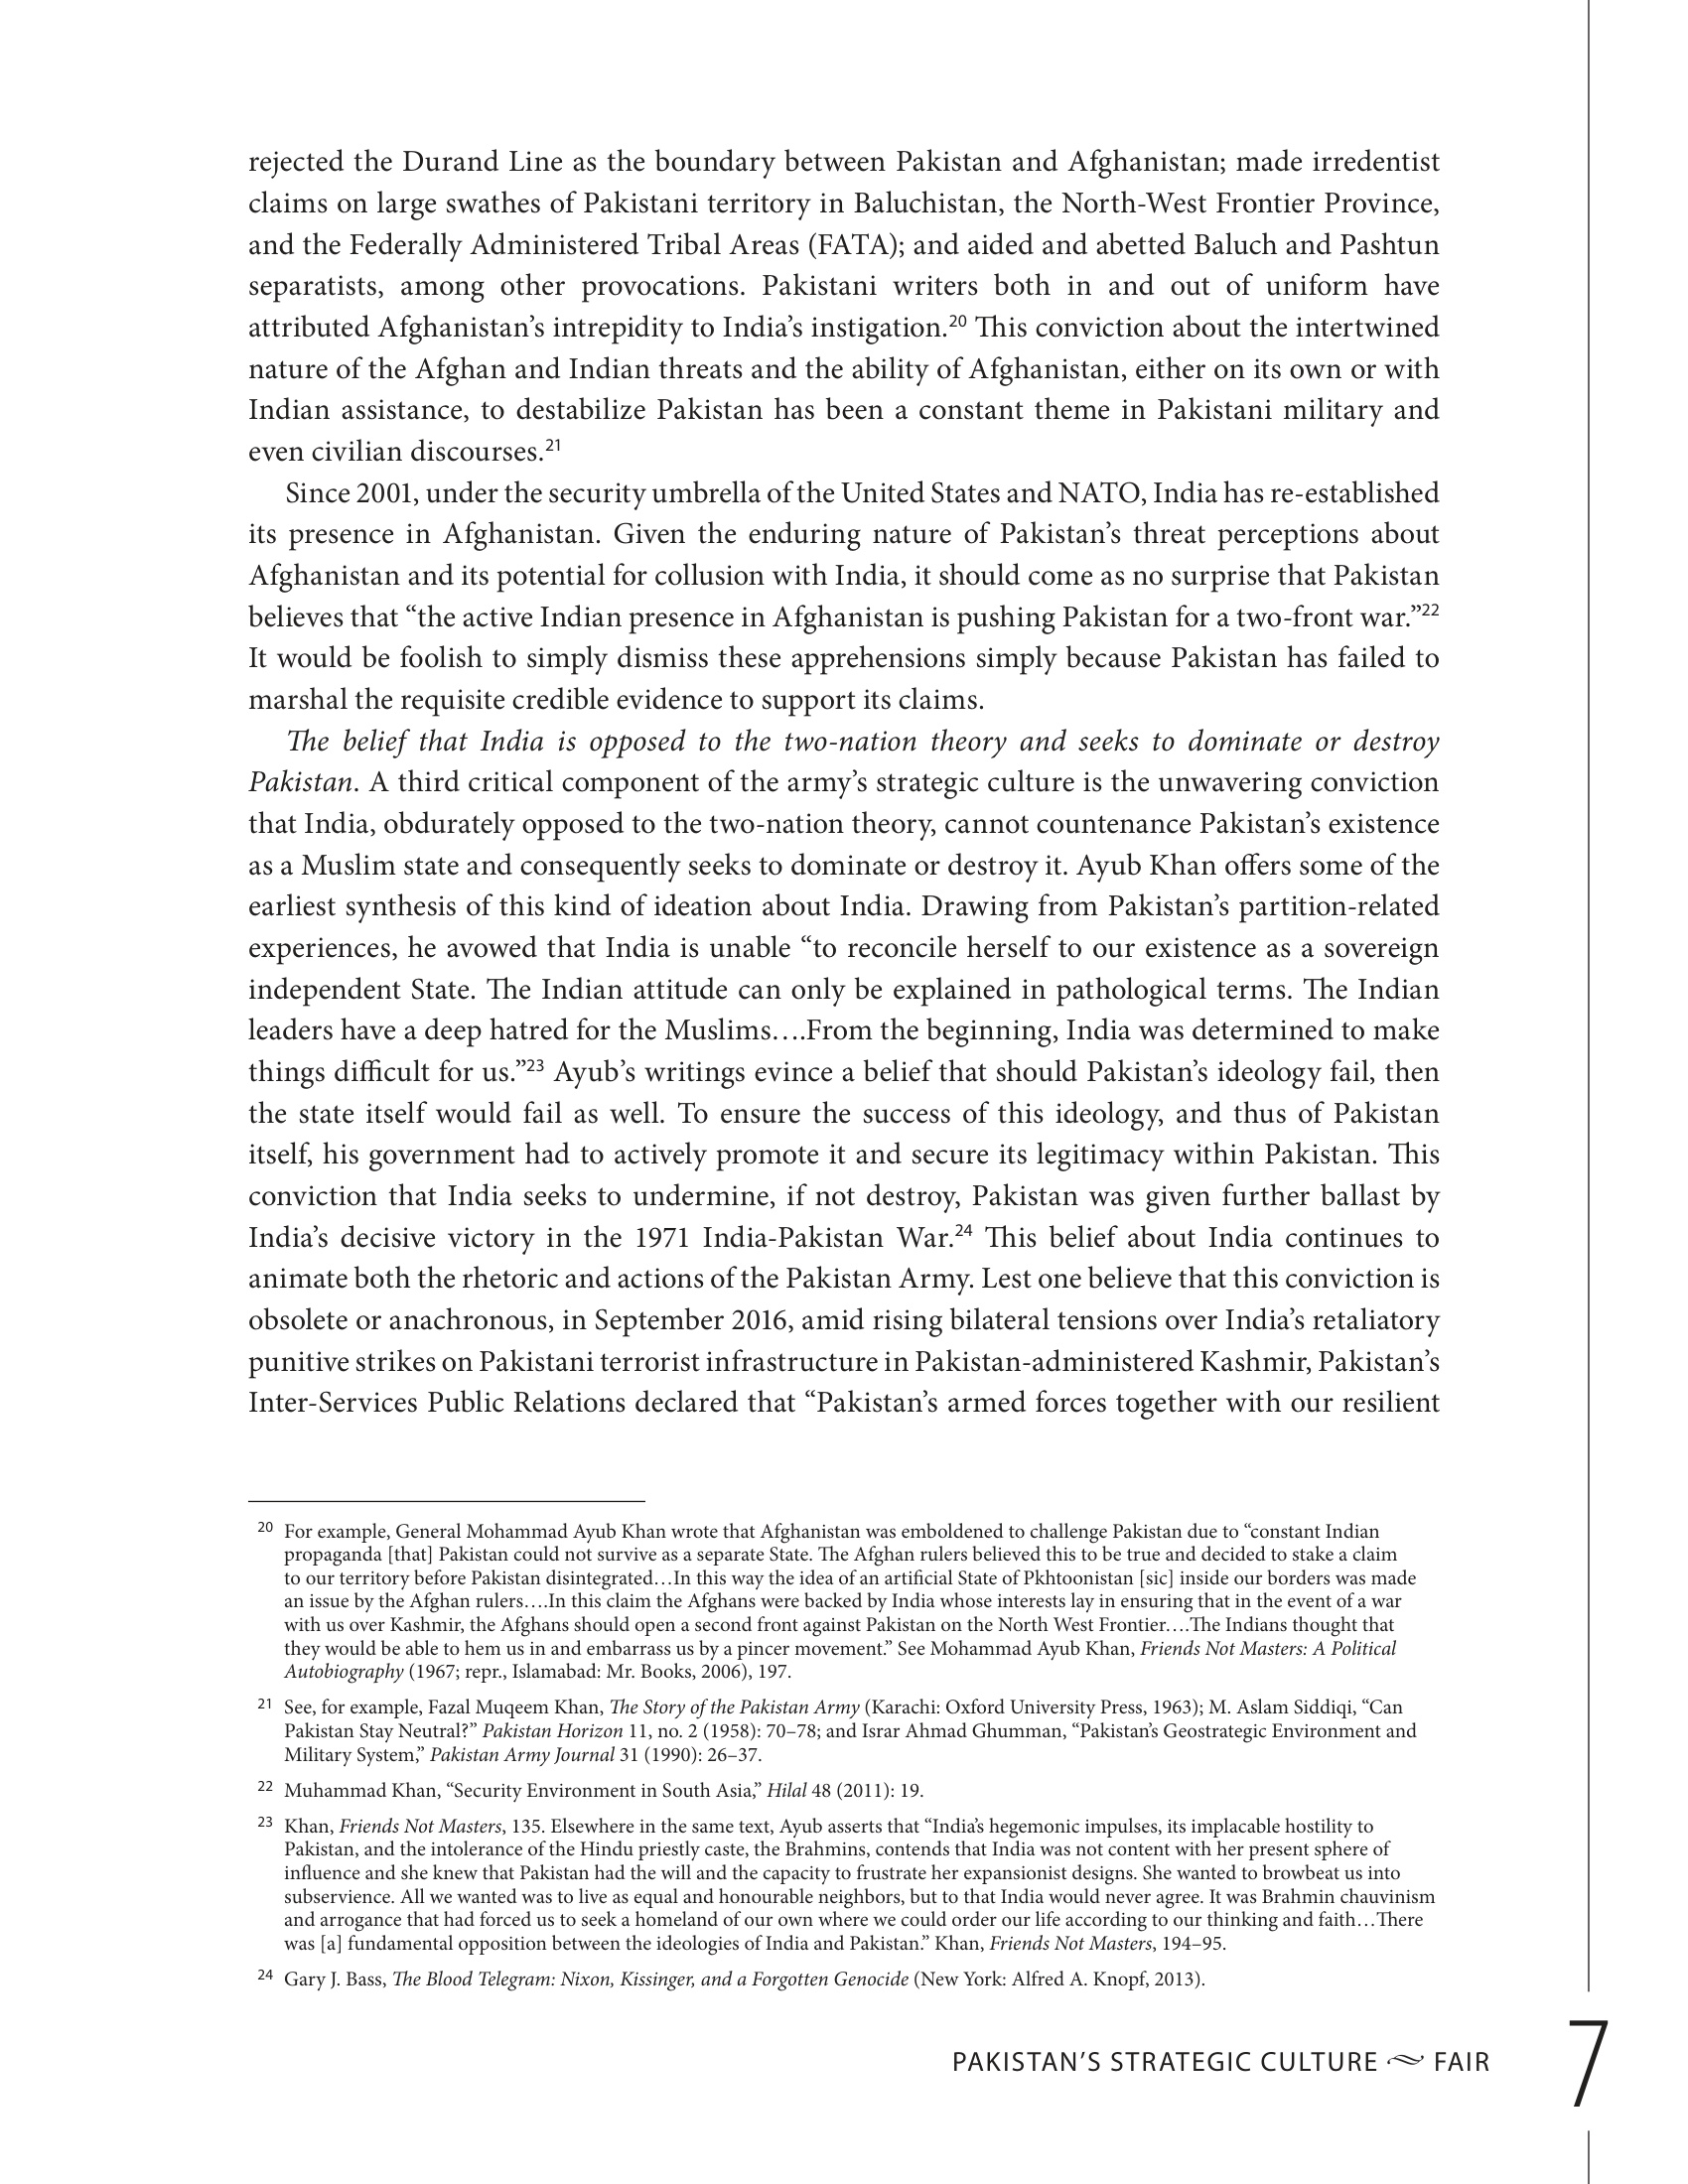 rejected the Durand Line as the boundary between Pakistan and Afghanistan; made irredentist
claims on large swathes of Pakistani territory in Baluchistan, the North-West Frontier Province,
and the Federally Administered Tribal Areas (FATA); and aided and abetted Baluch and Pashtun
separatists, among other provocations. Pakistani writers both in and out of uniform have
attributed Afghanistan’s intrepidity to India’s instigation.20 This conviction about the intertwined
nature of the Afghan and Indian threats and the ability of Afghanistan, either on its own or with
Indian assistance, to destabilize Pakistan has been a constant theme in Pakistani military and
even civilian discourses.21
Since 2001, under the security umbrella of the United States and NATO, India has re-established
its presence in Afghanistan. Given the enduring nature of Pakistan’s threat perceptions about
Afghanistan and its potential for collusion with India, it should come as no surprise that Pakistan
believes that “the active Indian presence in Afghanistan is pushing Pakistan for a two-front war.”22
It would be foolish to simply dismiss these apprehensions simply because Pakistan has failed to
marshal the requisite credible evidence to support its claims.
The belief that India is opposed to the two-nation theory and seeks to dominate or destroy
Pakistan. A third critical component of the army’s strategic culture is the unwavering conviction
that India, obdurately opposed to the two-nation theory, cannot countenance Pakistan’s existence
as a Muslim state and consequently seeks to dominate or destroy it. Ayub Khan offers some of the
earliest synthesis of this kind of ideation about India. Drawing from Pakistan’s partition-related
experiences, he avowed that India is unable “to reconcile herself to our existence as a sovereign
independent State. The Indian attitude can only be explained in pathological terms. The Indian
leaders have a deep hatred for the Muslims….From the beginning, India was determined to make
things difficult for us.”23 Ayub’s writings evince a belief that should Pakistan’s ideology fail, then
the state itself would fail as well. To ensure the success of this ideology, and thus of Pakistan
itself, his government had to actively promote it and secure its legitimacy within Pakistan. This
conviction that India seeks to undermine, if not destroy, Pakistan was given further ballast by
India’s decisive victory in the 1971 India-Pakistan War.24 This belief about India continues to
animate both the rhetoric and actions of the Pakistan Army. Lest one believe that this conviction is
obsolete or anachronous, in September 2016, amid rising bilateral tensions over India’s retaliatory
punitive strikes on Pakistani terrorist infrastructure in Pakistan-administered Kashmir, Pakistan’s
Inter-Services Public Relations declared that “Pakistan’s armed forces together with our resilient
20 For example, General Mohammad Ayub Khan wrote that Afghanistan was emboldened to challenge Pakistan due to “constant Indian
propaganda [that] Pakistan could not survive as a separate State. The Afghan rulers believed this to be true and decided to stake a claim
to our territory before Pakistan disintegrated…In this way the idea of an artificial State of Pkhtoonistan [sic] inside our borders was made
an issue by the Afghan rulers….In this claim the Afghans were backed by India whose interests lay in ensuring that in the event of a war
with us over Kashmir, the Afghans should open a second front against Pakistan on the North West Frontier….The Indians thought that
they would be able to hem us in and embarrass us by a pincer movement.” See Mohammad Ayub Khan, Friends Not Masters: A Political
Autobiography (1967; repr., Islamabad: Mr. Books, 2006), 197.
21 See, for example, Fazal Muqeem Khan, The Story of the Pakistan Army (Karachi: Oxford University Press, 1963); M. Aslam Siddiqi, “Can
Pakistan Stay Neutral?” Pakistan Horizon 11, no. 2 (1958): 70–78; and Israr Ahmad Ghumman, “Pakistan’s Geostrategic Environment and
Military System,” Pakistan Army Journal 31 (1990): 26–37.
22 Muhammad Khan, “Security Environment in South Asia,” Hilal 48 (2011): 19.
23 Khan, Friends Not Masters, 135. Elsewhere in the same text, Ayub asserts that “India’s hegemonic impulses, its implacable hostility to
Pakistan, and the intolerance of the Hindu priestly caste, the Brahmins, contends that India was not content with her present sphere of
influence and she knew that Pakistan had the will and the capacity to frustrate her expansionist designs. She wanted to browbeat us into
subservience. All we wanted was to live as equal and honourable neighbors, but to that India would never agree. It was Brahmin chauvinism
and arrogance that had forced us to seek a homeland of our own where we could order our life according to our thinking and faith…There
was [a] fundamental opposition between the ideologies of India and Pakistan.” Khan, Friends Not Masters, 194–95.
24 Gary J. Bass, The Blood Telegram: Nixon, Kissinger, and a Forgotten Genocide (New York: Alfred A. Knopf, 2013).
PAKISTAN’S STRATEGIC CULTURE FAIR
7